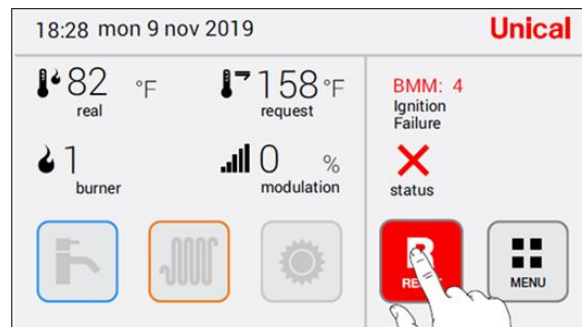 18:28 mon 9 nov 2019
Unical
82 °F
real
158 °F
request
BMM: 4
Ignition
Failure
1
burner
0 %
modulation
status
MENU